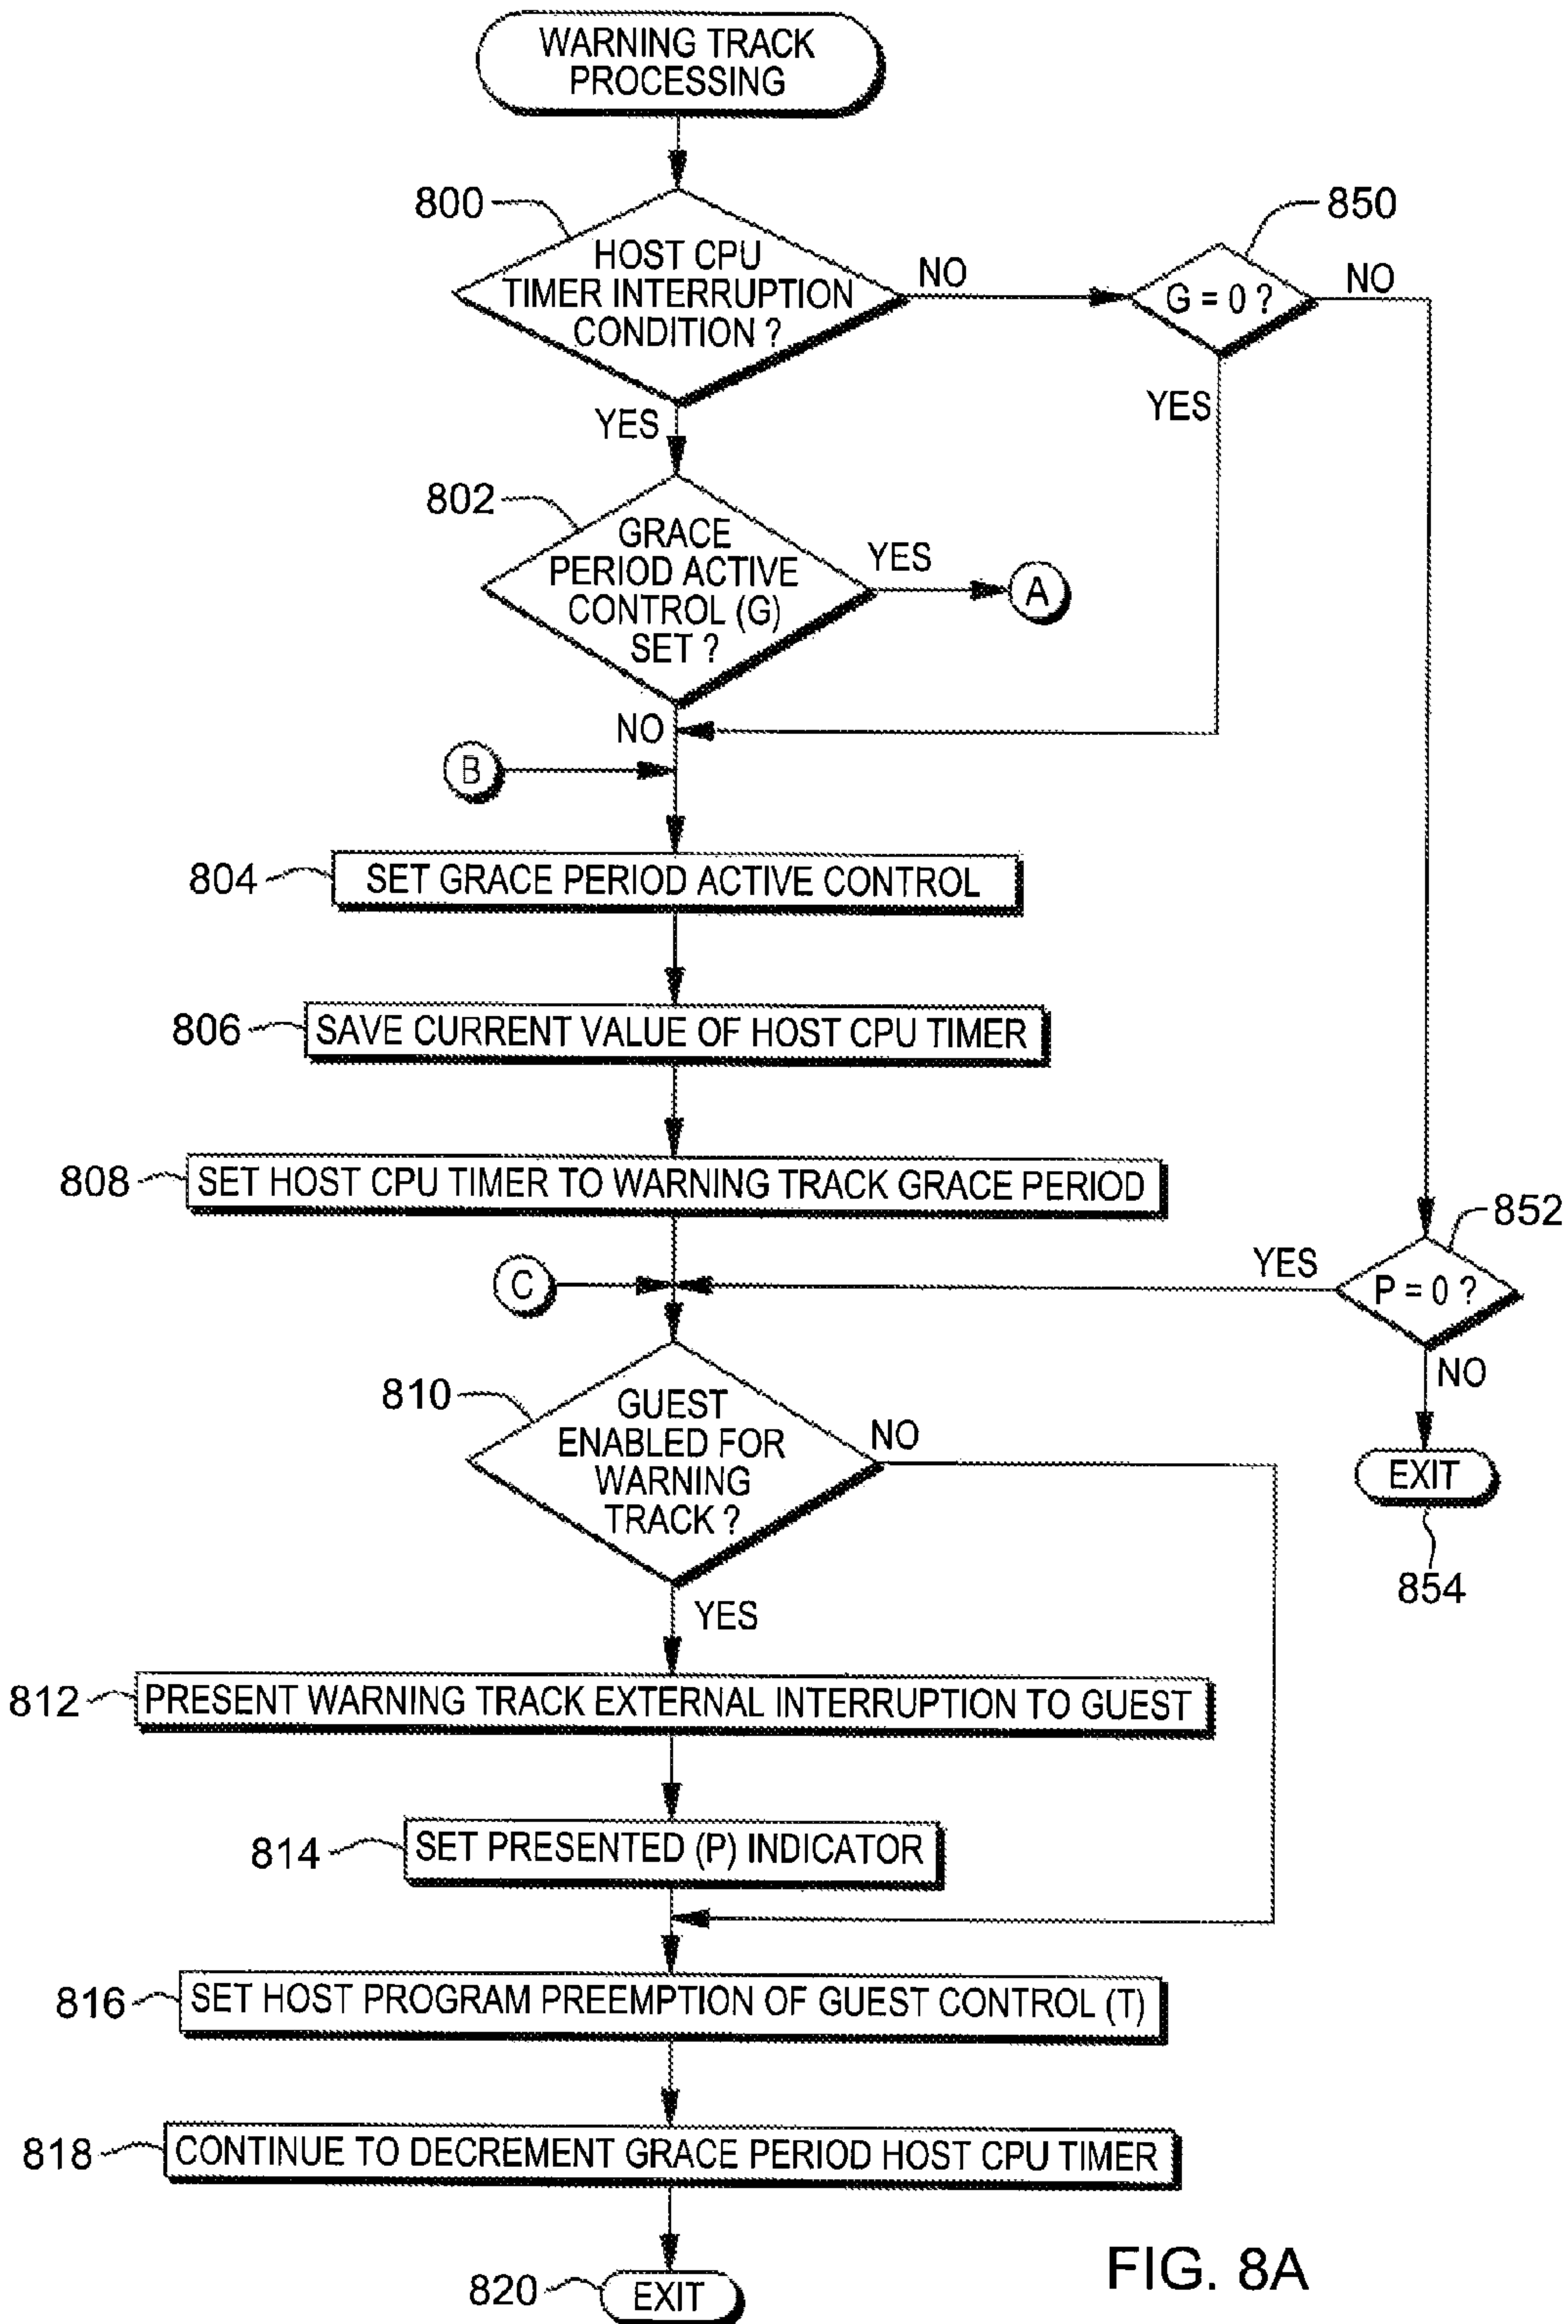 WARNING TRACK
PROCESSING
800
HOST CPU
TIMER INTERRUPTION
CONDITION ?
NO
850
G = 0 ?
NO
YES
YES
802
GRACE
PERIOD ACTIVE
CONTROL (G)
SET ?
YES
A
NO
B
804
SET GRACE PERIOD ACTIVE CONTROL
806
SAVE CURRENT VALUE OF HOST CPU TIMER
808
SET HOST CPU TIMER TO WARNING TRACK GRACE PERIOD
852
YES
P = 0 ?
C
NO
810
GUEST
ENABLED FOR
WARNING
TRACK ?
NO
EXIT
854
YES
812
PRESENT WARNING TRACK EXTERNAL INTERRUPTION TO GUEST
814
SET PRESENTED (P) INDICATOR
816
SET HOST PROGRAM PREEMPTION OF GUEST CONTROL (T)
818
CONTINUE TO DECREMENT GRACE PERIOD HOST CPU TIMER
820
EXIT
FIG. 8A